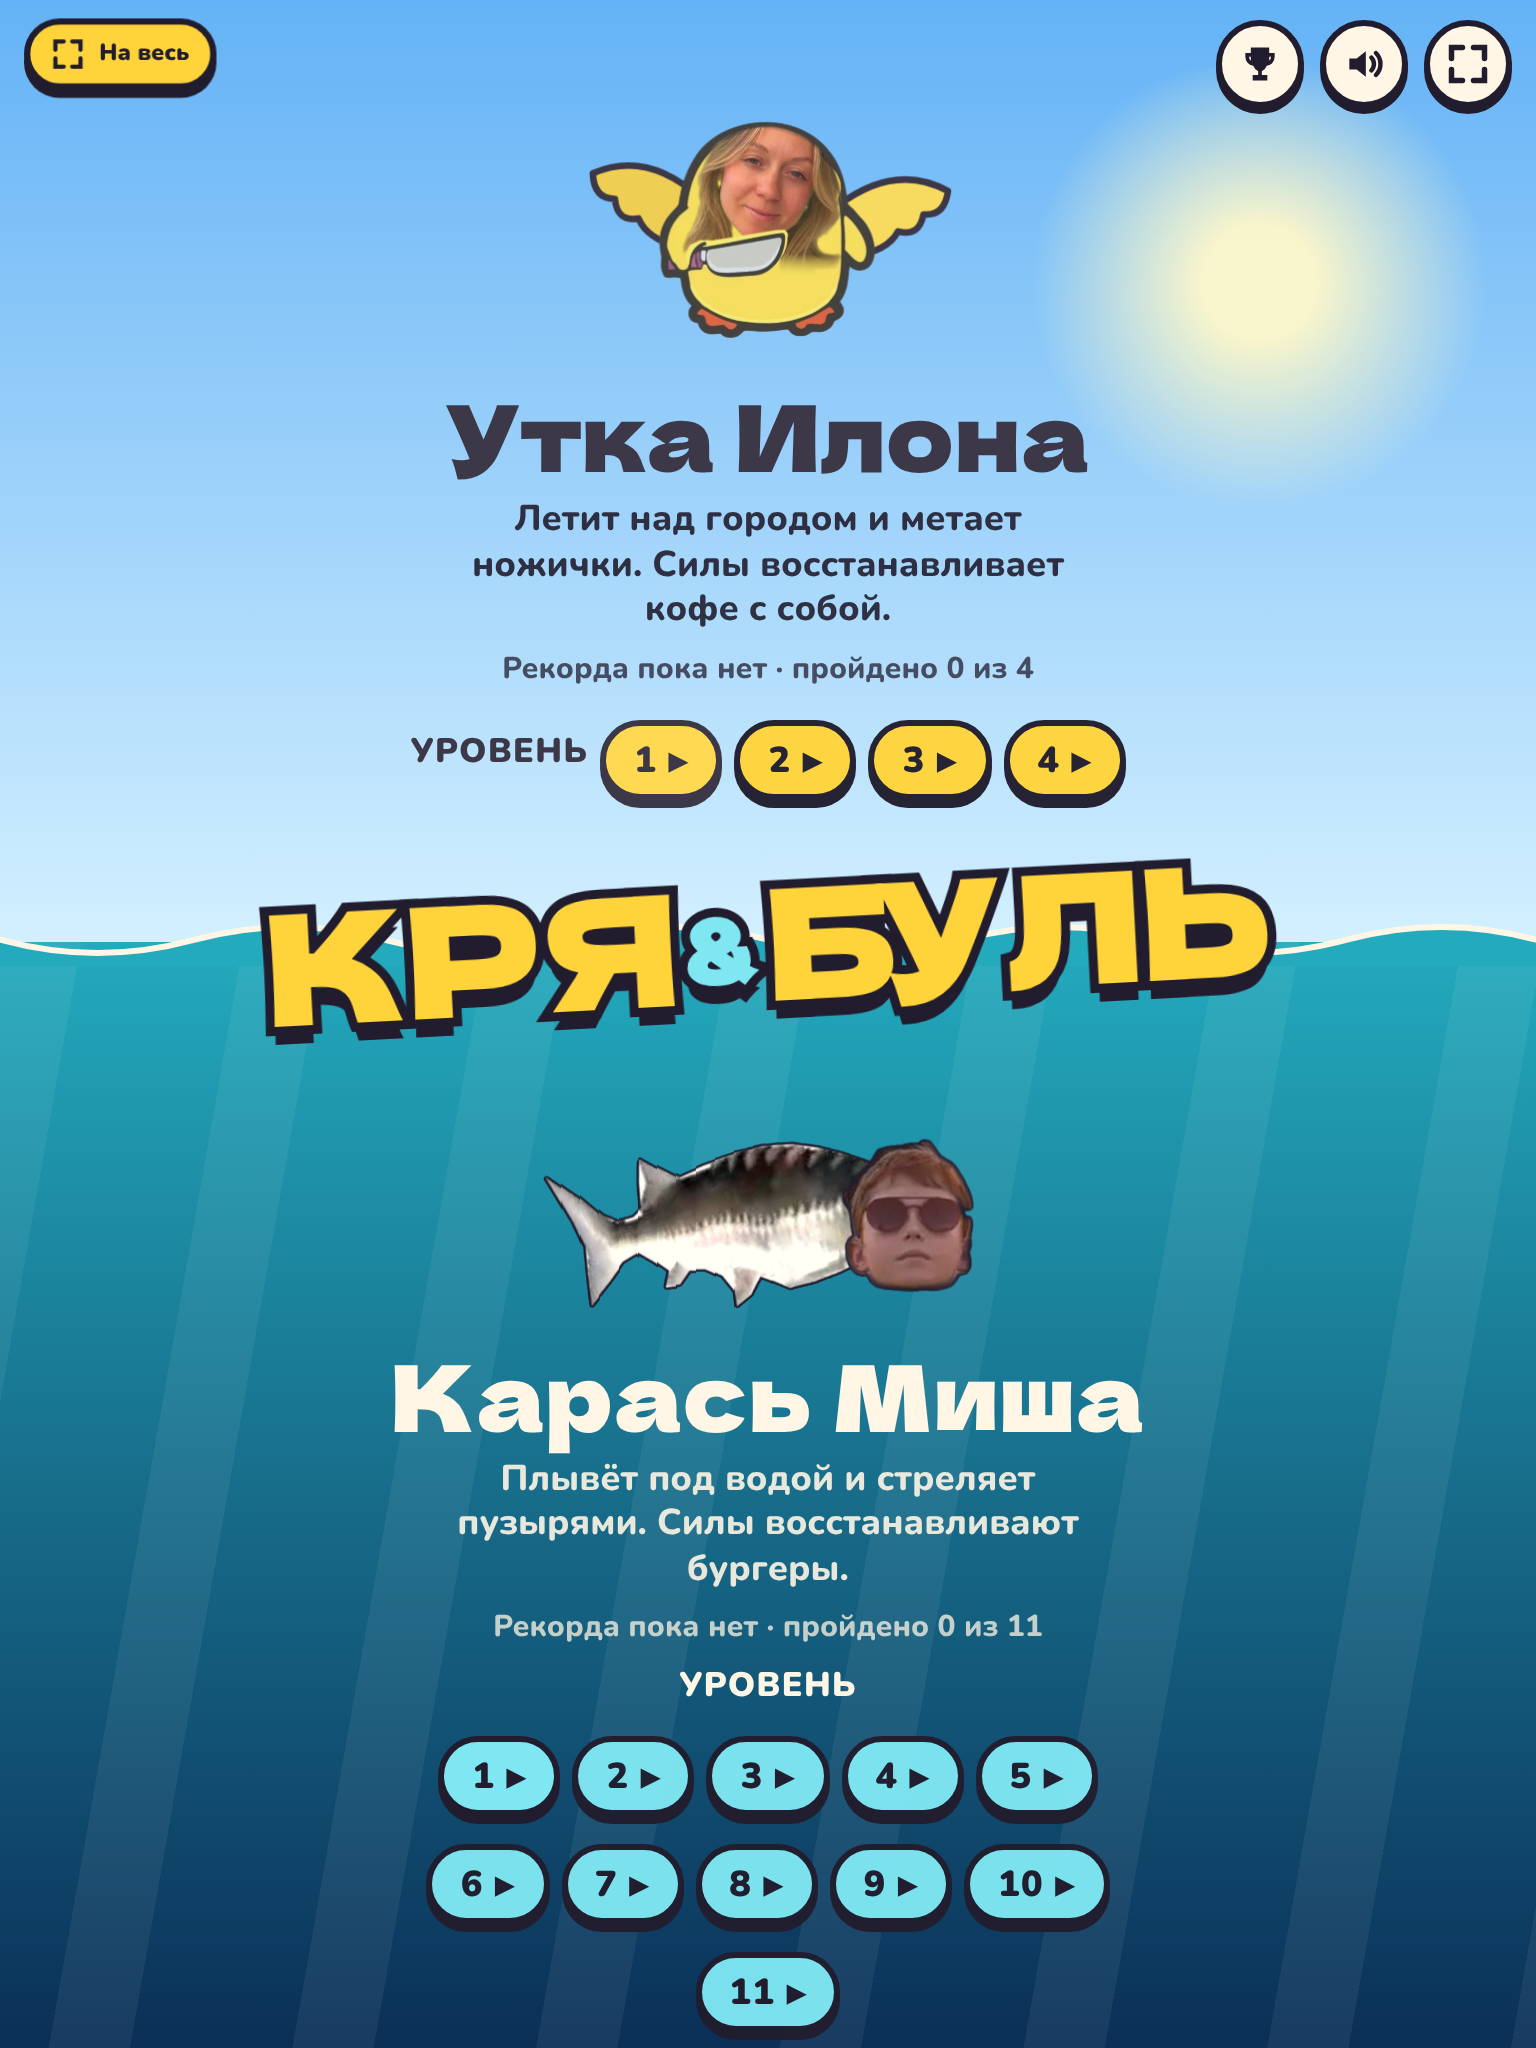 На весь
Утка Илона
Летит над городом и метает
ножички. Силы восстанавливает
кофе с собой.
Рекорда пока нет · пройдено 0 из 4
УРОВЕНЬ 1 ▶ 2 ▶ 3 ▶ 4 ▶
КРЯ & БУЛЬ
Карась Миша
Плывёт под водой и стреляет
пузырями. Силы восстанавливают
бургеры.
Рекорда пока нет · пройдено 0 из 11
УРОВЕНЬ
1 ▶ 2 ▶ 3 ▶ 4 ▶ 5 ▶
6 ▶ 7 ▶ 8 ▶ 9 ▶ 10 ▶
11 ▶